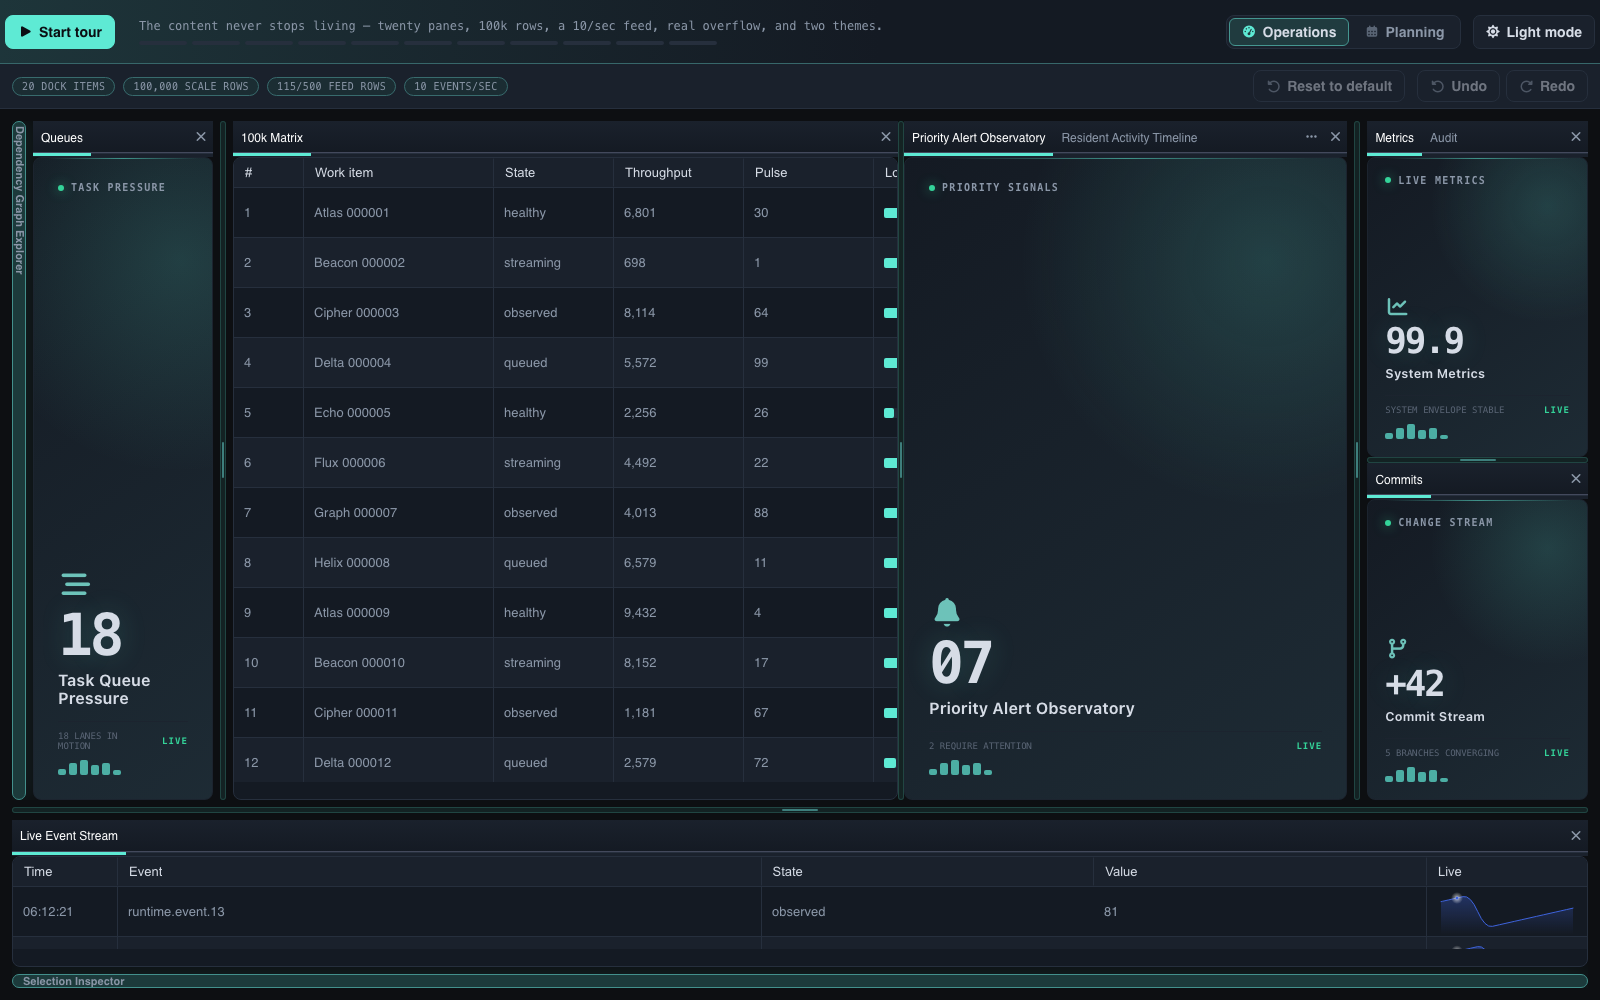 Start tour
The content never stops living — twenty panes, 100k rows, a 10/sec feed, real overflow, and two themes.
Operations
Planning
Light mode
20 DOCK ITEMS
100,000 SCALE ROWS
115/500 FEED ROWS
10 EVENTS/SEC
Reset to default
Undo
Redo
Dependency Graph Explorer
Queues
TASK PRESSURE
18
Task Queue
Pressure
18 LANES IN
MOTION
LIVE
100k Matrix
# Work item State Throughput Pulse Lo
1 Atlas 000001 healthy 6,801 30
2 Beacon 000002 streaming 698 1
3 Cipher 000003 observed 8,114 64
4 Delta 000004 queued 5,572 99
5 Echo 000005 healthy 2,256 26
6 Flux 000006 streaming 4,492 22
7 Graph 000007 observed 4,013 88
8 Helix 000008 queued 6,579 11
9 Atlas 000009 healthy 9,432 4
10 Beacon 000010 streaming 8,152 17
11 Cipher 000011 observed 1,181 67
12 Delta 000012 queued 2,579 72
Priority Alert Observatory
Resident Activity Timeline
PRIORITY SIGNALS
07
Priority Alert Observatory
2 REQUIRE ATTENTION
LIVE
Metrics
Audit
LIVE METRICS
99.9
System Metrics
SYSTEM ENVELOPE STABLE
LIVE
Commits
CHANGE STREAM
+42
Commit Stream
5 BRANCHES CONVERGING
LIVE
Live Event Stream
Time Event State Value Live
06:12:21 runtime.event.13 observed 81
Selection Inspector